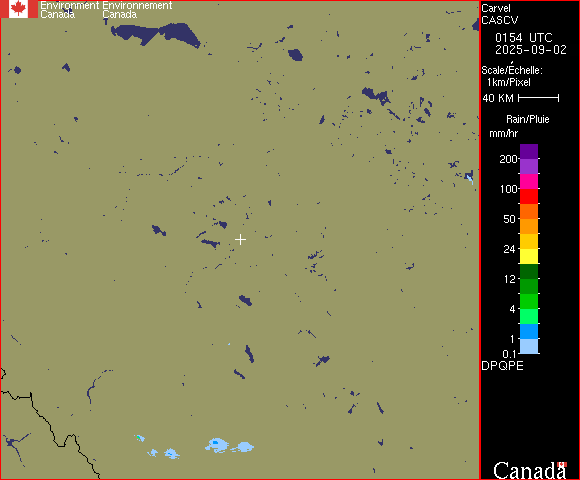 Environment Environnement
Canada Canada
Carvel
CASCV
0154 UTC
2025-09-02
Scale/Échelle:
1km/Pixel
40 KM
Rain/Pluie
mm/hr
200
100
50
24
12
4
1
0.1
DPQPE
Canada